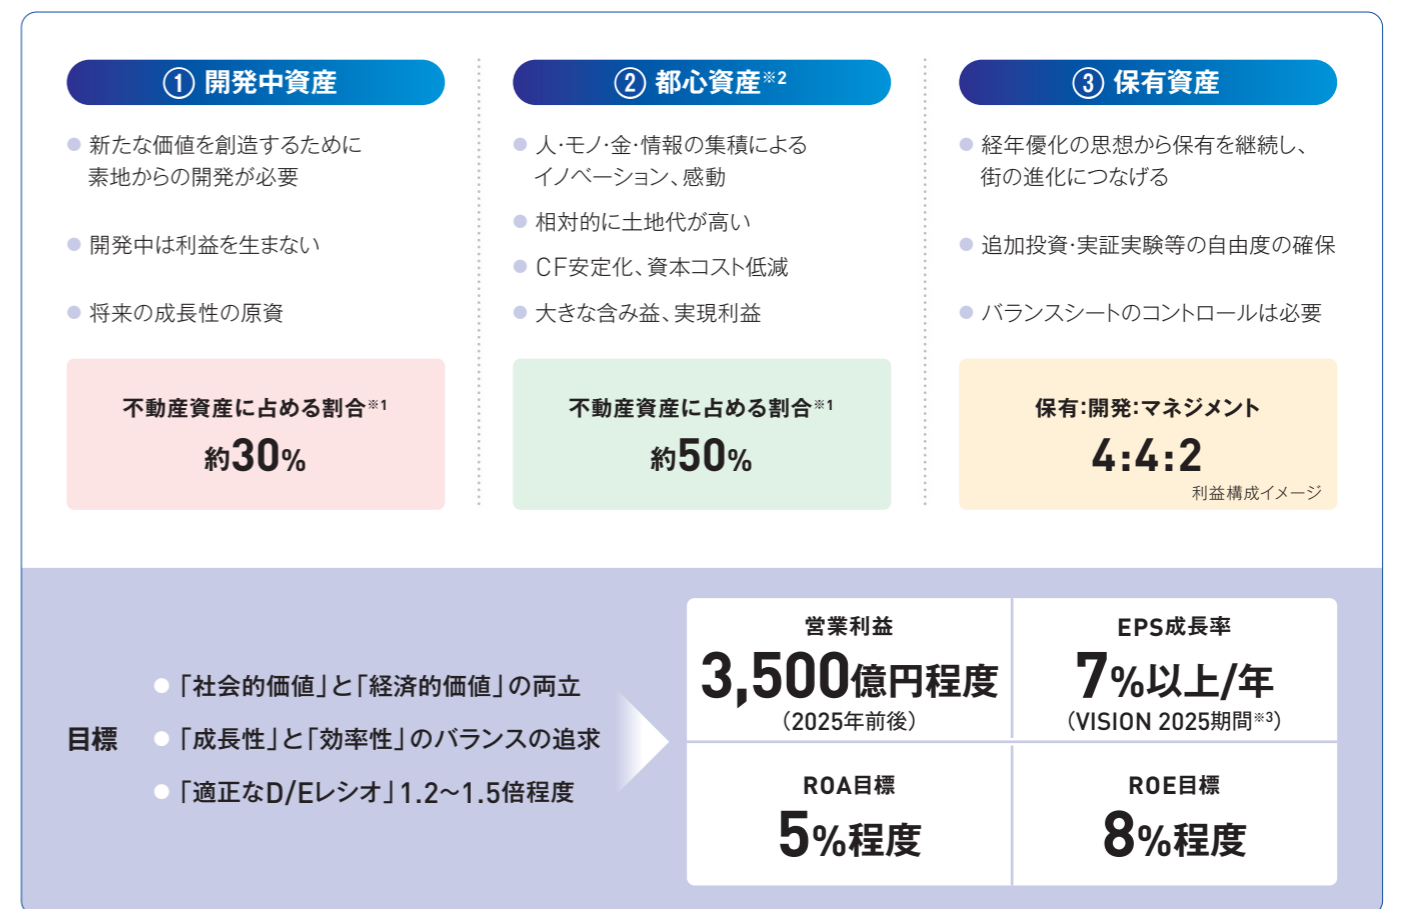 ① 開発中資産
● 新たな価値を創造するために
素地からの開発が必要
● 開発中は利益を生まない
● 将来の成長性の原資
不動産資産に占める割合※1
約30%
② 都心資産※2
● 人・モノ・金・情報の集積による
イノベーション、感動
● 相対的に土地代が高い
● CF安定化、資本コスト低減
● 大きな含み益、実現利益
不動産資産に占める割合※1
約50%
③ 保有資産
● 経年優化の思想から保有を継続し、
街の進化につなげる
● 追加投資・実証実験等の自由度の確保
● バランスシートのコントロールは必要
保有:開発:マネジメント
4:4:2
利益構成イメージ
目標
● 「社会的価値」と「経済的価値」の両立
● 「成長性」と「効率性」のバランスの追求
● 「適正なD/Eレシオ」1.2〜1.5倍程度
営業利益
3,500億円程度
（2025年前後）
EPS成長率
7%以上/年
（VISION 2025期間※3）
ROA目標
5%程度
ROE目標
8%程度